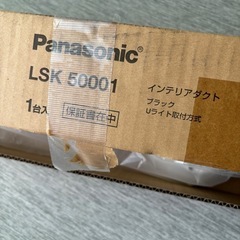 Panasonic
LSK 50001
インテリアダクト
ブラック
Uライト取付方式
1台入
保証書在中